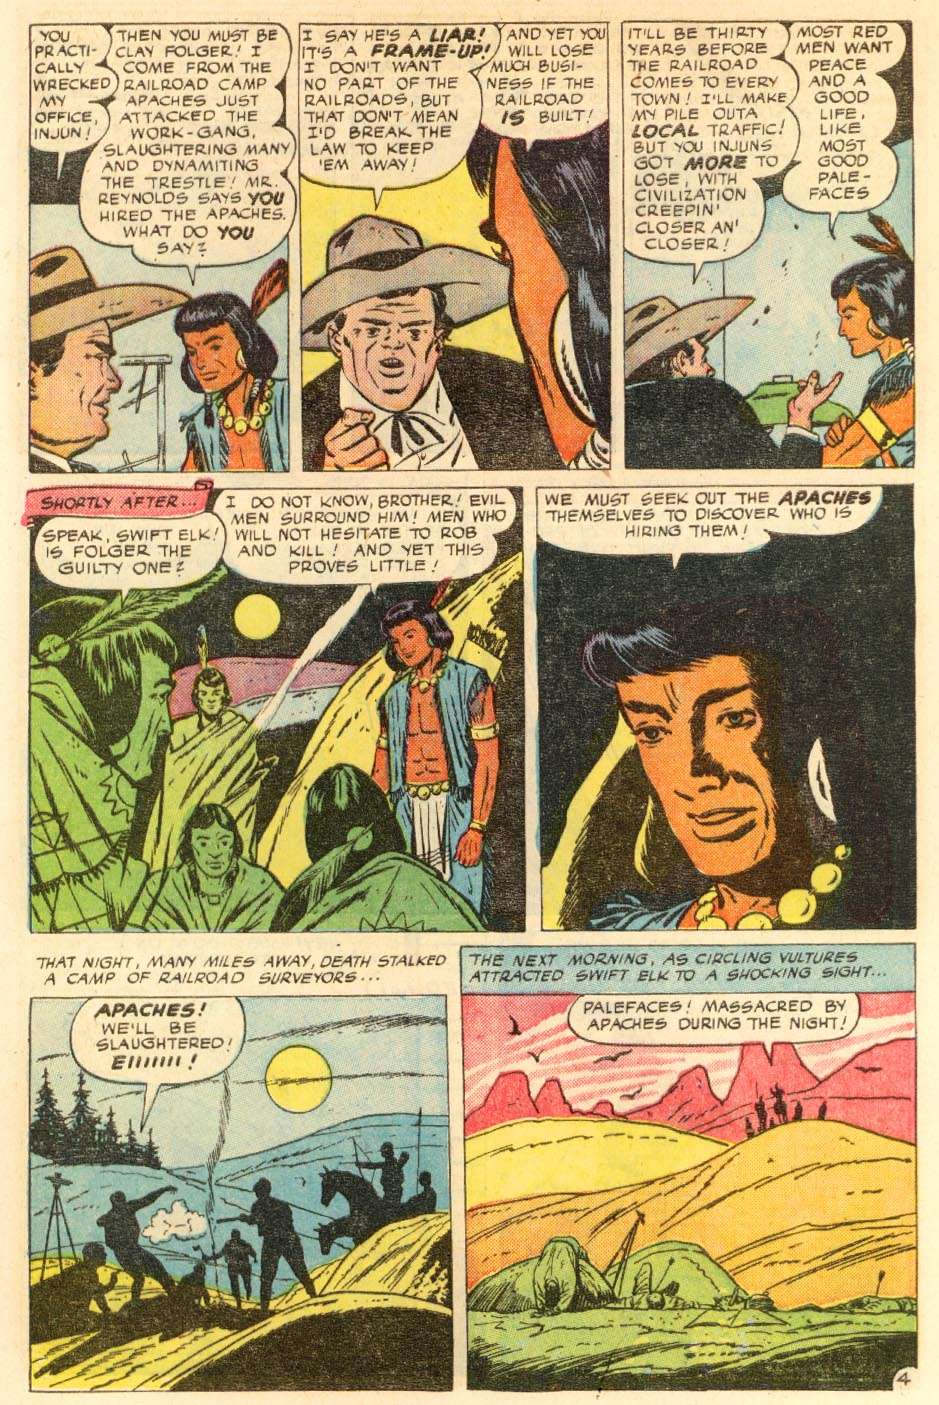 YOU
PRACTI-
CALLY
WRECKED
MY
OFFICE,
INJUN!
THEN YOU MUST BE
CLAY FOLGER! I
COME FROM THE
RAILROAD CAMP
APACHES JUST
ATTACKED THE
WORK-GANG,
SLAUGHTERING MANY
AND DYNAMITING
THE TRESTLE! MR.
REYNOLDS SAYS YOU
HIRED THE APACHES.
WHAT DO YOU
SAY?
I SAY HE'S A LIAR!
IT'S A FRAME-UP!
I DON'T WANT
NO PART OF THE
RAILROADS, BUT
THAT DON'T MEAN
I'D BREAK THE
LAW TO KEEP
'EM AWAY!
AND YET YOU
WILL LOSE
MUCH BUSI-
NESS IF THE
RAILROAD
IS BUILT!
IT'LL BE THIRTY
YEARS BEFORE
THE RAILROAD
COMES TO EVERY
TOWN! I'LL MAKE
MY PILE OUTA
LOCAL TRAFFIC!
BUT YOU INJUNS
GOT MORE TO
LOSE, WITH
CIVILIZATION
CREEPIN'
CLOSER AN'
CLOSER!
MOST RED
MEN WANT
PEACE
AND A
GOOD
LIFE,
LIKE
MOST
GOOD
PALE-
FACES
SHORTLY AFTER...
SPEAK, SWIFT ELK!
IS FOLGER THE
GUILTY ONE?
I DO NOT KNOW, BROTHER! EVIL
MEN SURROUND HIM! MEN WHO
WILL NOT HESITATE TO ROB
AND KILL! AND YET THIS
PROVES LITTLE!
WE MUST SEEK OUT THE APACHES
THEMSELVES TO DISCOVER WHO IS
HIRING THEM!
THAT NIGHT, MANY MILES AWAY, DEATH STALKED
A CAMP OF RAILROAD SURVEYORS...
APACHES!
WE'LL BE
SLAUGHTERED!
EIIIIIII!
THE NEXT MORNING, AS CIRCLING VULTURES
ATTRACTED SWIFT ELK TO A SHOCKING SIGHT...
PALEFACES! MASSACRED BY
APACHES DURING THE NIGHT!
4